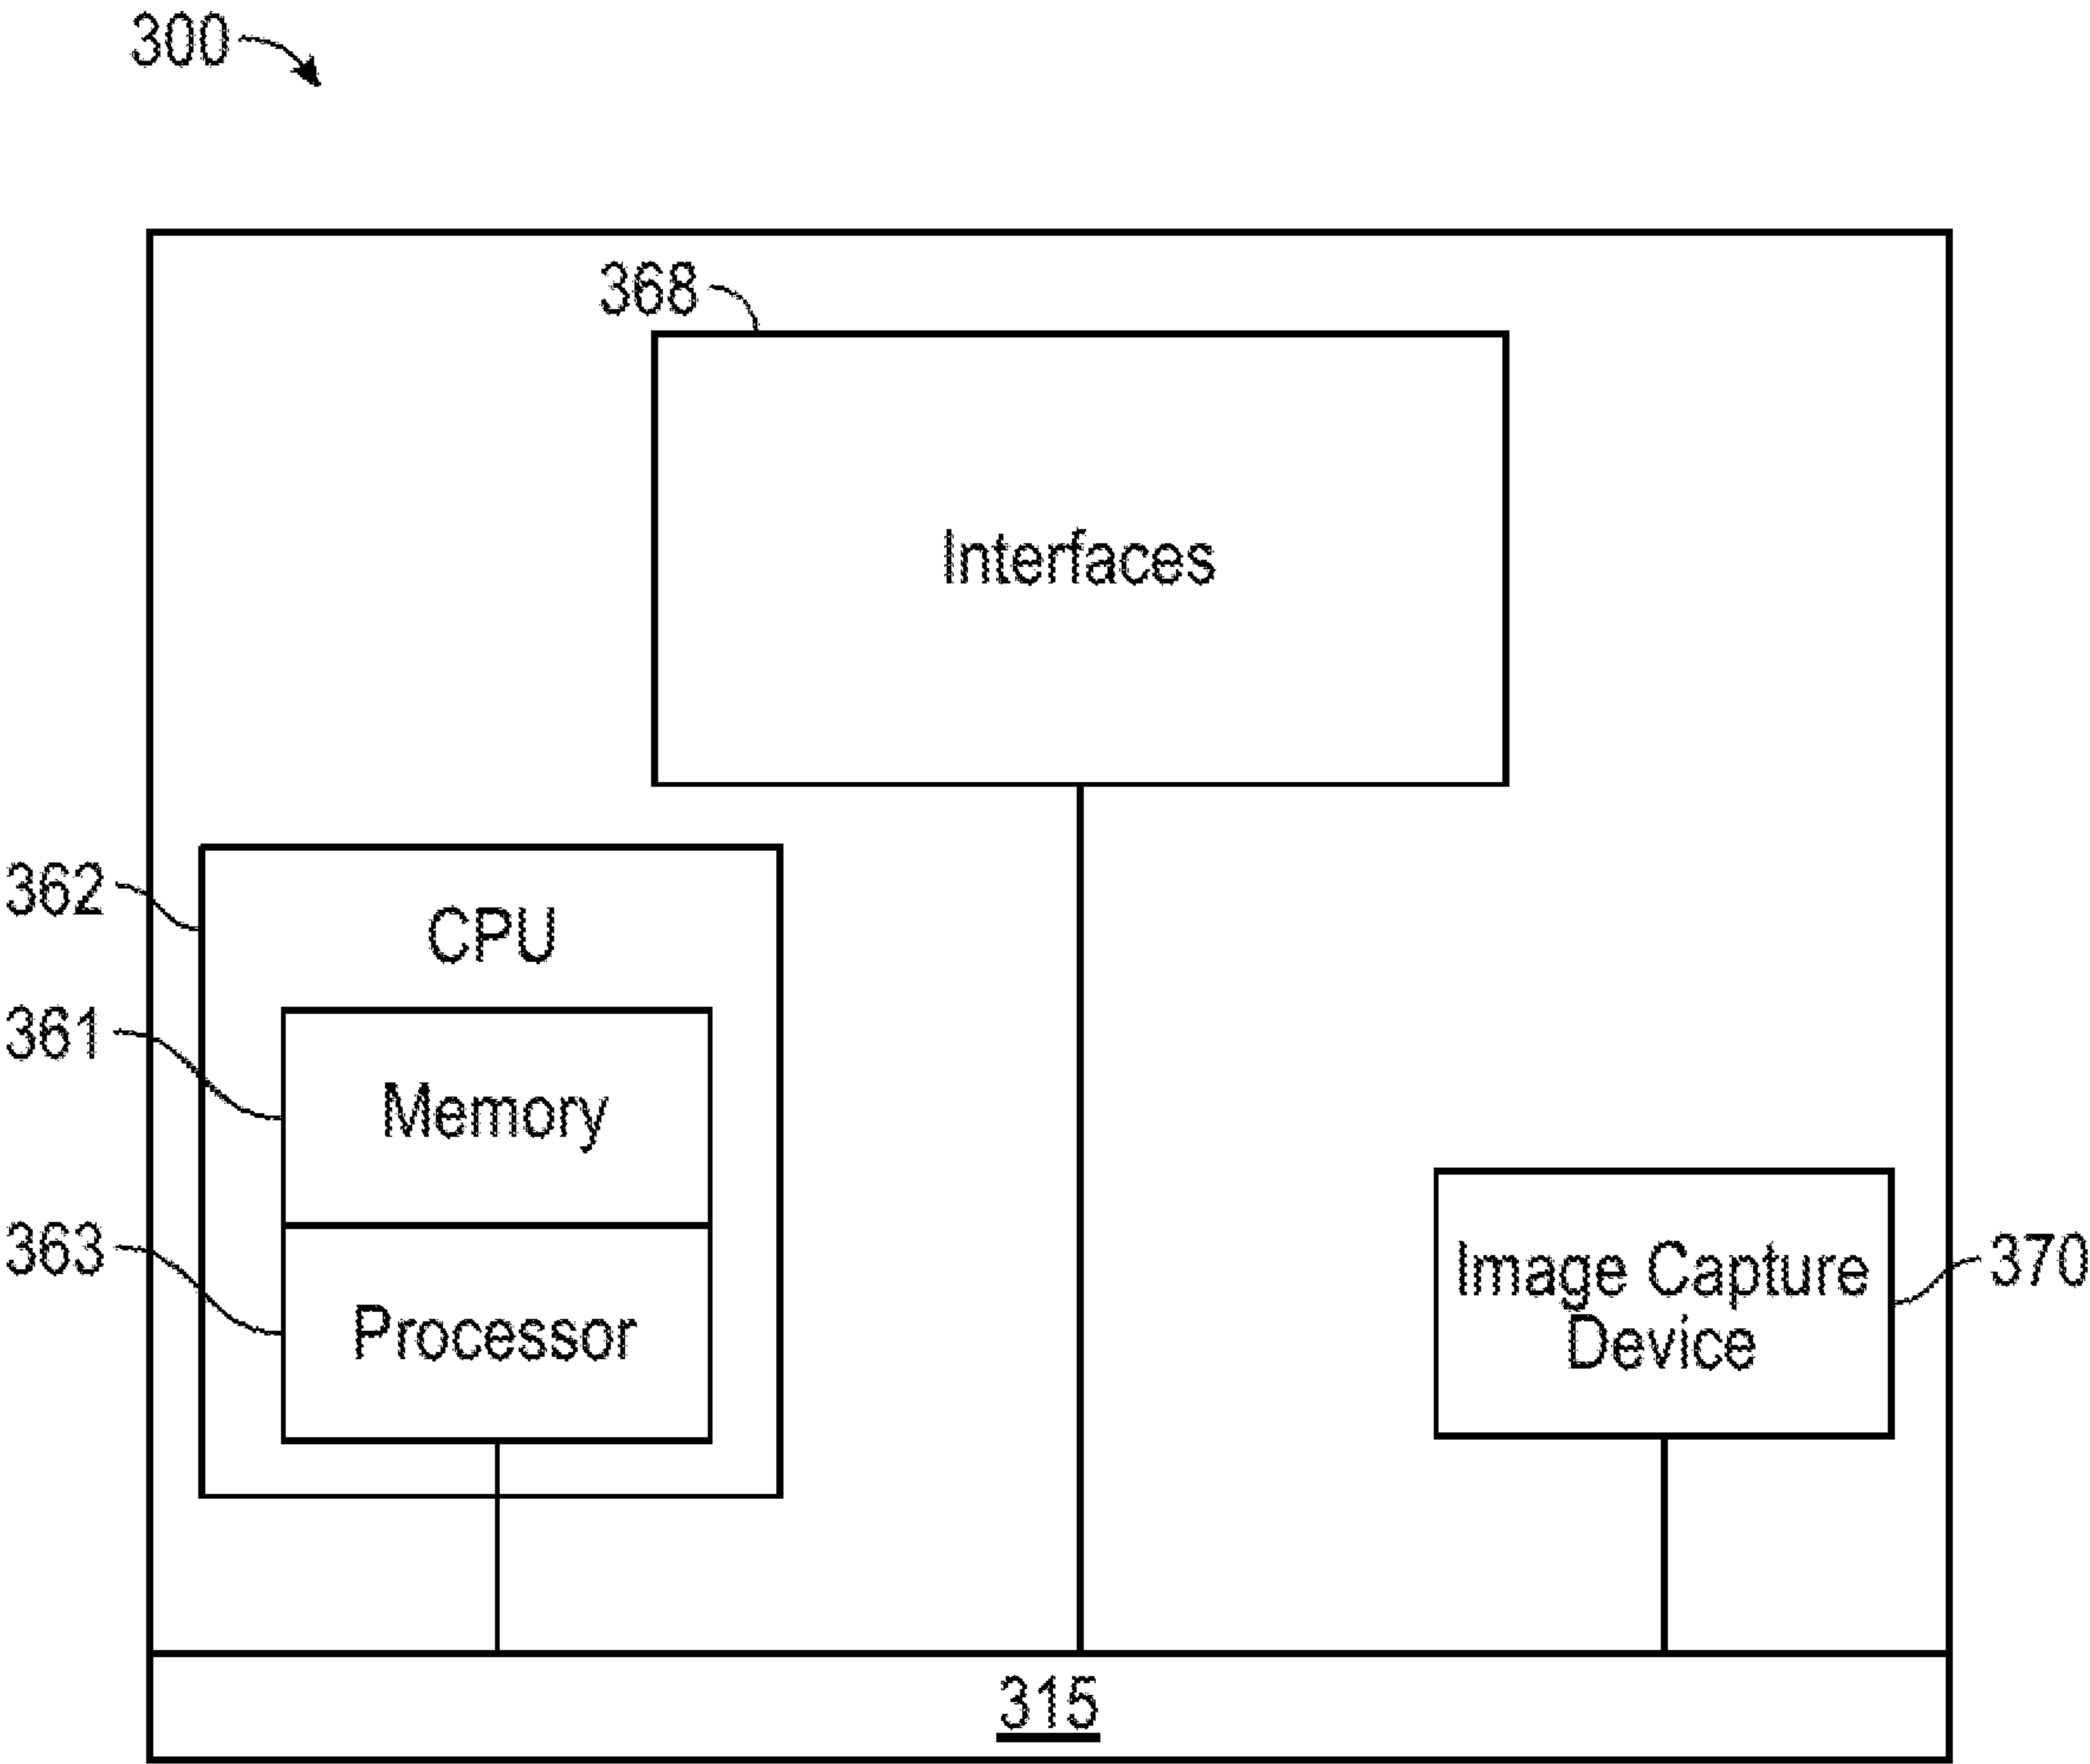 300
368
Interfaces
362
CPU
361
Memory
363
Processor
Image Capture
Device
370
315